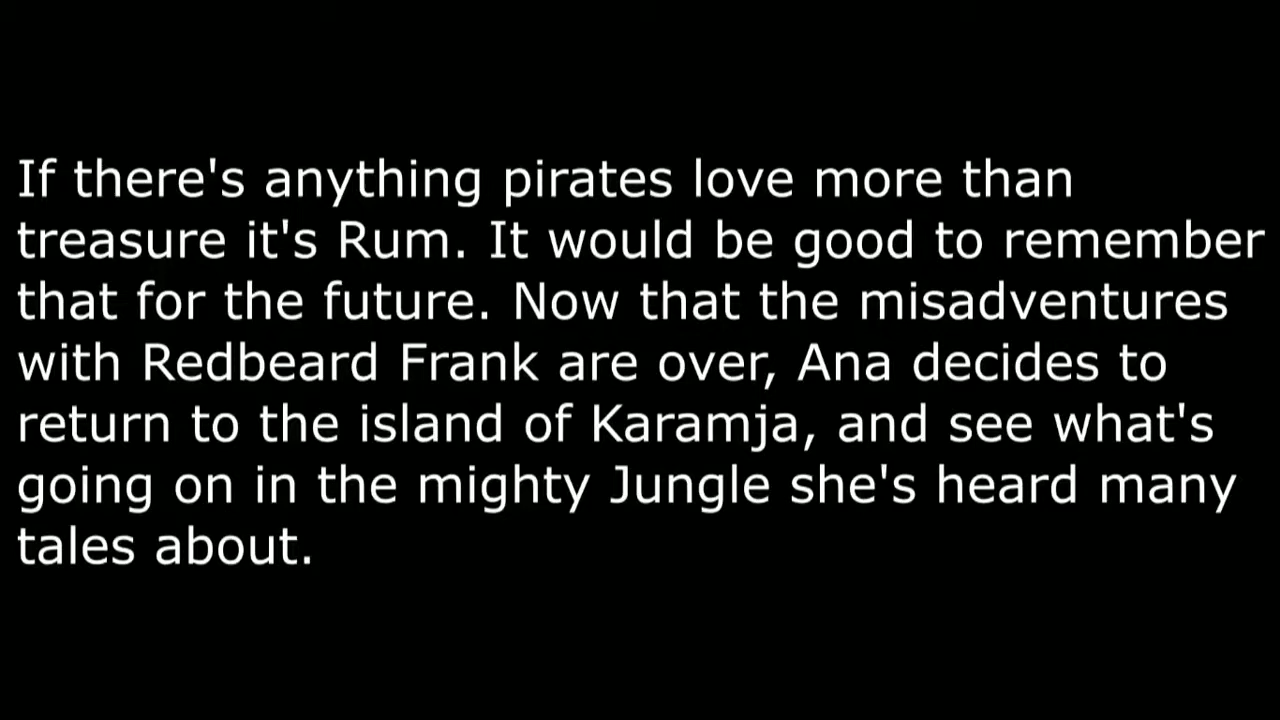 If there's anything pirates love more than
treasure it's Rum. It would be good to remember
that for the future. Now that the misadventures
with Redbeard Frank are over, Ana decides to
return to the island of Karamja, and see what's
going on in the mighty Jungle she's heard many
tales about.